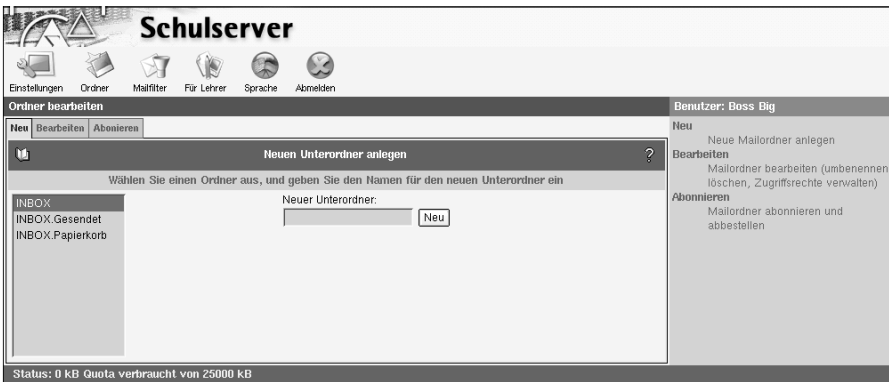 Schulserver
Einstellungen Ordner Mailfilter Für Lehrer Sprache Abmelden
Ordner bearbeiten
Neu Bearbeiten Abonieren
Neuen Unterordner anlegen ?
Wählen Sie einen Ordner aus, und geben Sie den Namen für den neuen Unterordner ein
INBOX
INBOX.Gesendet
INBOX.Papierkorb
Neuer Unterordner:
Neu
Benutzer: Boss Big
Neu
Neue Mailordner anlegen
Bearbeiten
Mailordner bearbeiten (umbenennen
löschen, Zugriffsrechte verwalten)
Abonnieren
Mailordner abonnieren und
abbestellen
Status: 0 kB Quota verbraucht von 25000 kB